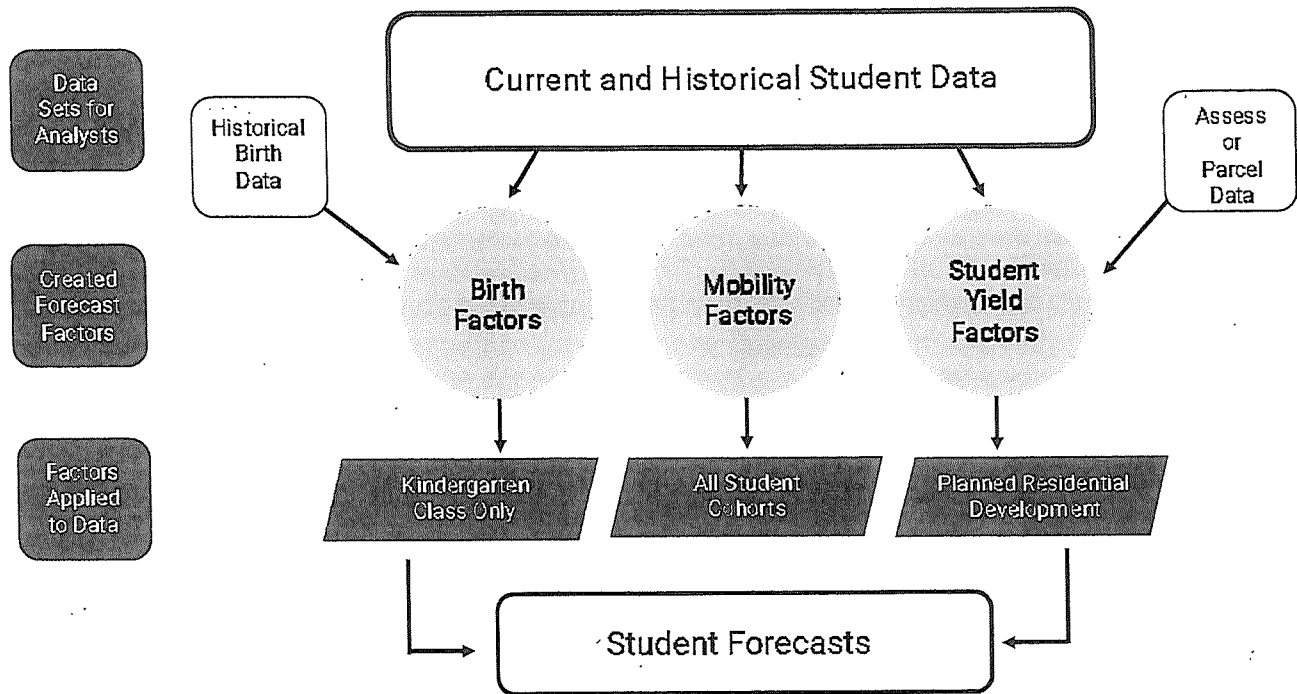 Data
Sets for
Analysts
Current and Historical Student Data
Historical
Birth
Data
Assess
or
Parcel
Data
Created
Forecast
Factors
Birth
Factors
Mobility
Factors
Student
Yield
Factors
Factors
Applied
to Data
Kindergarten
Class Only
All Student
Cohorts
Planned Residential
Development
Student Forecasts